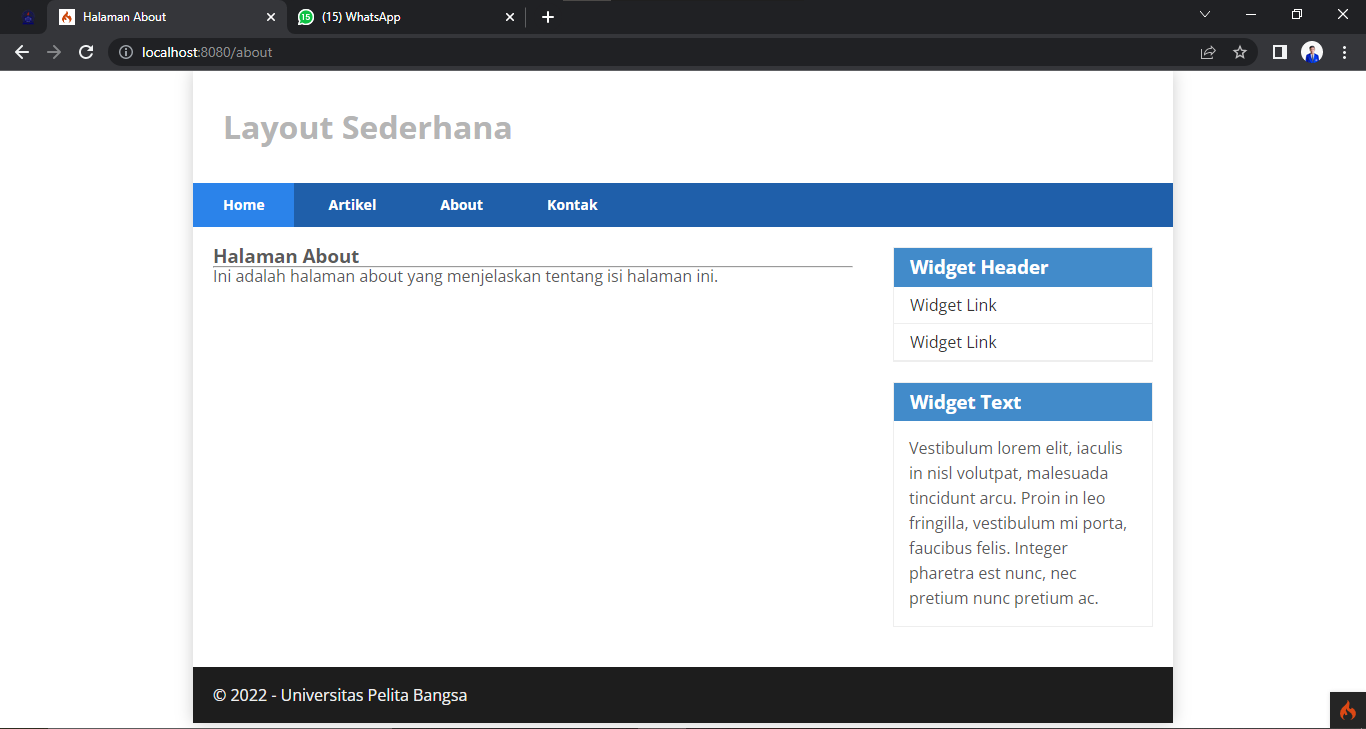 Halaman About
(15) WhatsApp
localhost:8080/about
Layout Sederhana
Home Artikel About Kontak
Halaman About
Ini adalah halaman about yang menjelaskan tentang isi halaman ini.
Widget Header
Widget Link
Widget Link
Widget Text
Vestibulum lorem elit, iaculis
in nisl volutpat, malesuada
tincidunt arcu. Proin in leo
fringilla, vestibulum mi porta,
faucibus felis. Integer
pharetra est nunc, nec
pretium nunc pretium ac.
© 2022 - Universitas Pelita Bangsa